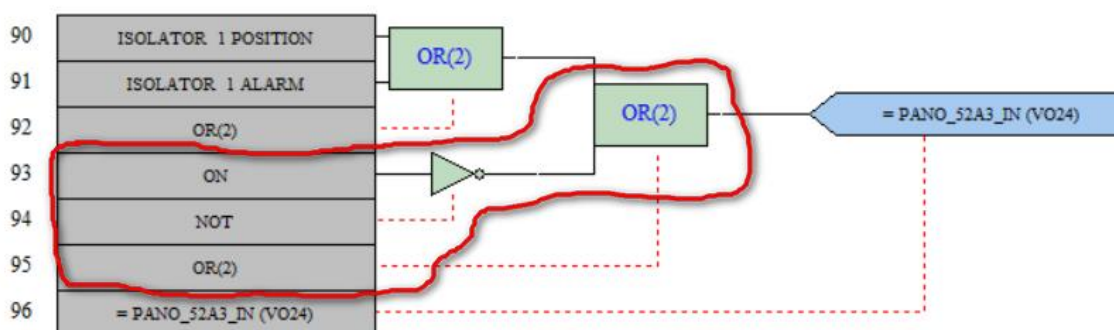 90 ISOLATOR 1 POSITION
91 ISOLATOR 1 ALARM
OR(2)
92 OR(2)
OR(2)
= PANO_52A3_IN (VO24)
93 ON
94 NOT
95 OR(2)
96 = PANO_52A3_IN (VO24)